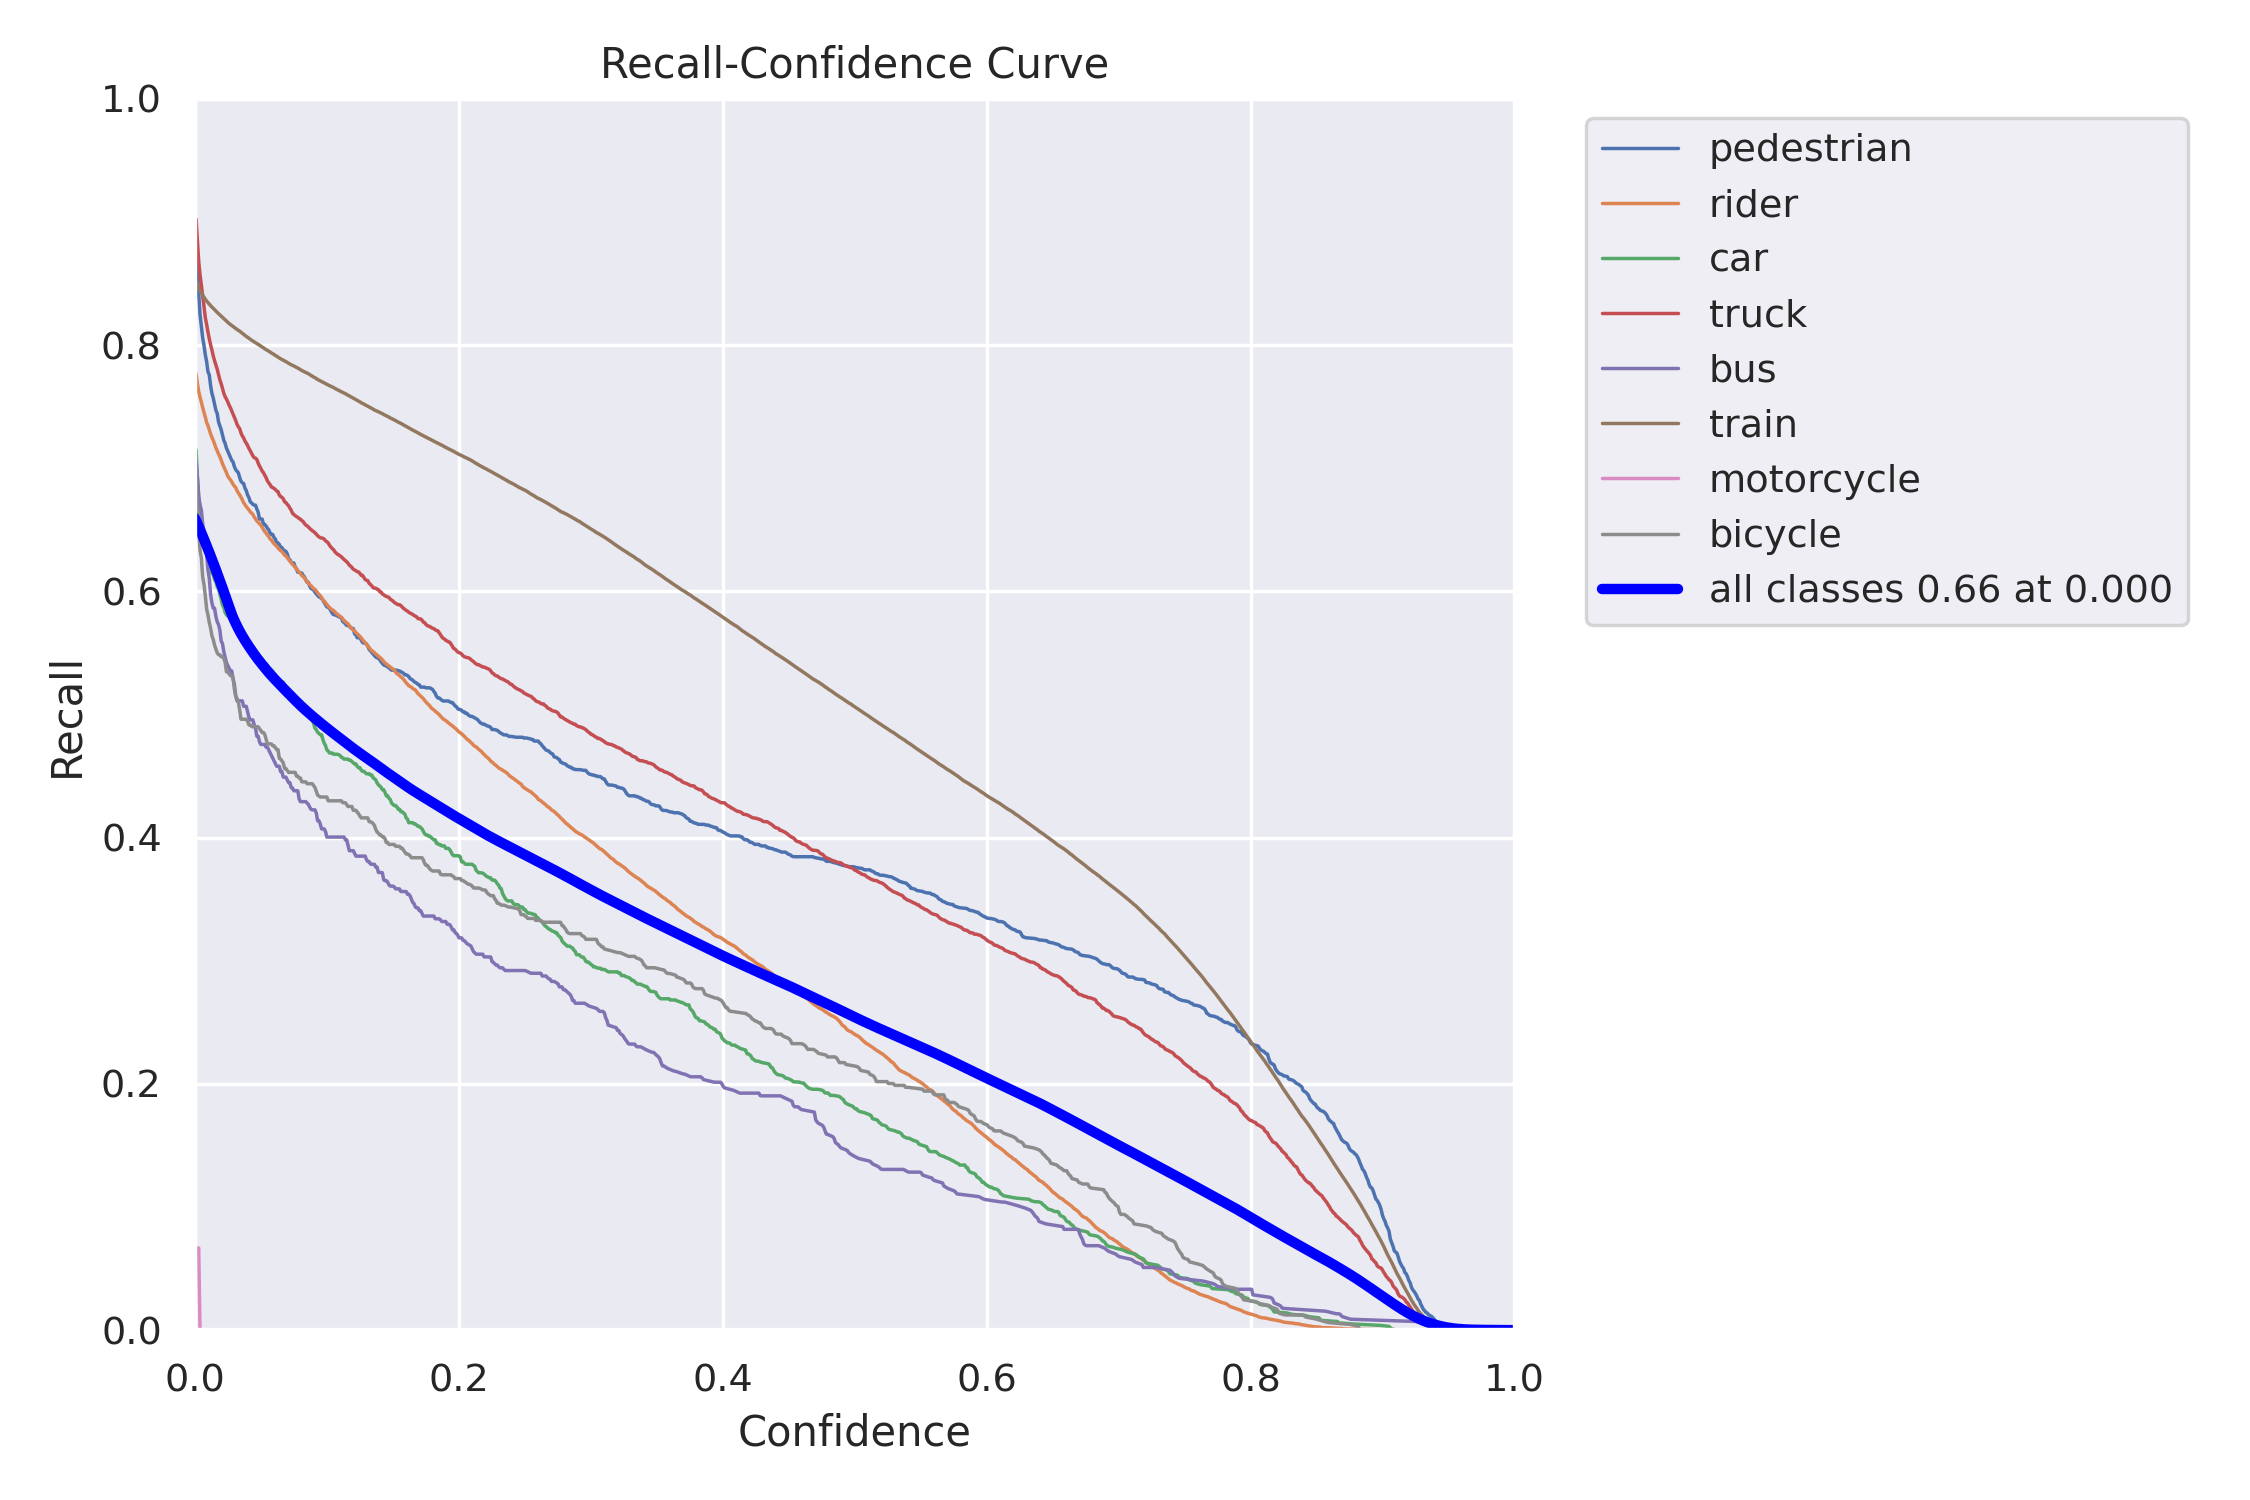 Recall-Confidence Curve
1.0
0.8
0.6
0.4
0.2
0.0
Recall
0.0 0.2 0.4 0.6 0.8 1.0
Confidence
pedestrian
rider
car
truck
bus
train
motorcycle
bicycle
all classes 0.66 at 0.000